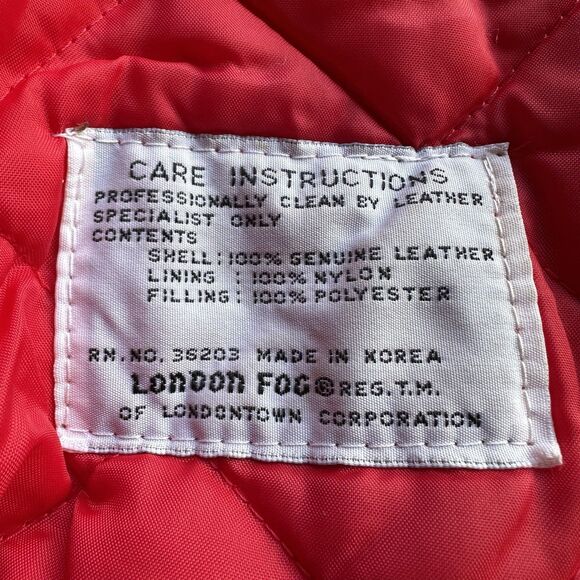 CARE INSTRUCTIONS
PROFESSIONALLY CLEAN BY LEATHER
SPECIALIST ONLY
CONTENTS
SHELL: 100% GENUINE LEATHER
LINING : 100% NYLON
FILLING: 100% POLYESTER
RN. NO. 36203 MADE IN KOREA
LONDON FOG® REG. T.M.
OF LONDONTOWN CORPORATION